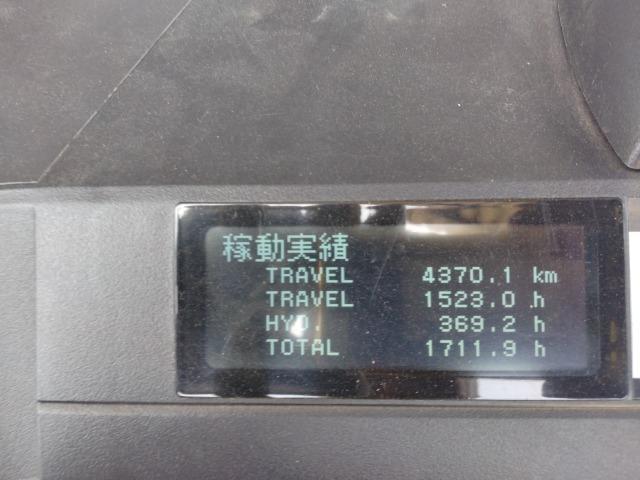 稼動実績
TRAVEL 4370.1 km
TRAVEL 1523.0 h
HYD. 369.2 h
TOTAL 1711.9 h